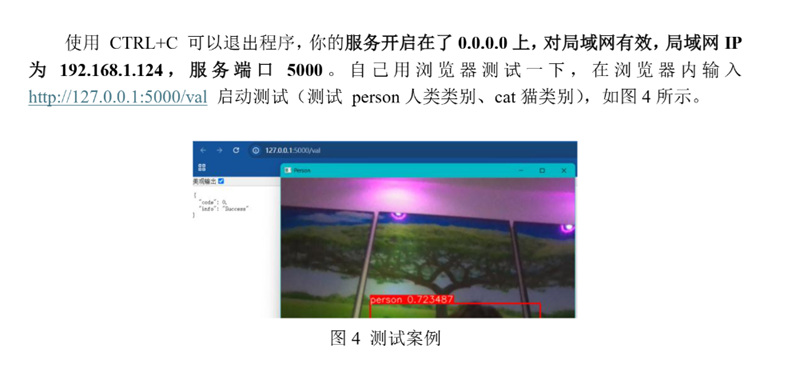 使用 CTRL+C 可以退出程序，你的服务开启在了 0.0.0.0 上，对局域网有效，局域网 IP
为 192.168.1.124，服务端口 5000。自己用浏览器测试一下，在浏览器内输入
http://127.0.0.1:5000/val 启动测试（测试 person 人类类别、cat 猫类别），如图 4 所示。
127.0.0.1:5000/val
Person
美观输出
{
"code": 0,
"info": "Success"
}
person 0.723487
图 4 测试案例